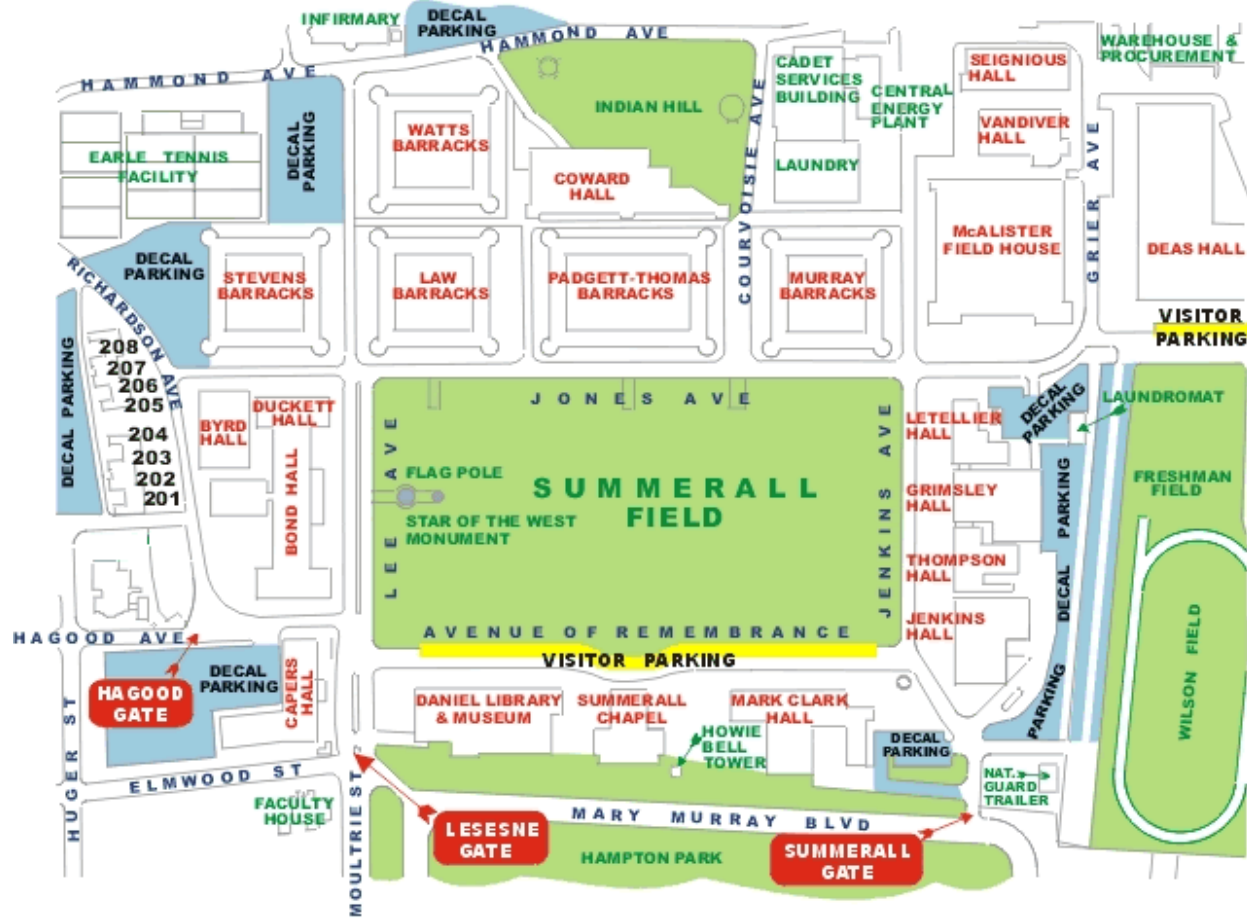 INFIRMARY
DECAL
PARKING
HAMMOND AVE
HAMMOND AVE
WAREHOUSE &
PROCUREMENT
SEIGNIOUS
HALL
CADET
SERVICES
BUILDING
CENTRAL
ENERGY
PLANT
INDIAN HILL
COURVOISIE AVE
DECAL
PARKING
WATTS
BARRACKS
VANDIVER
HALL
GRIER AVE
EARLE TENNIS
FACILITY
COWARD
HALL
LAUNDRY
McALISTER
FIELD HOUSE
DEAS HALL
DECAL
PARKING
RICHARDSON AVE
STEVENS
BARRACKS
LAW
BARRACKS
PADGETT-THOMAS
BARRACKS
MURRAY
BARRACKS
VISITOR
PARKING
DECAL PARKING
208
207
206
205
204
203
202
201
BYRD
HALL
DUCKETT
HALL
BOND HALL
JONES AVE
LEE AVE
FLAG POLE
STAR OF THE WEST
MONUMENT
SUMMERALL
FIELD
JENKINS AVE
LETELLIER
HALL
DECAL
PARKING
LAUNDROMAT
GRIMSLEY
HALL
THOMPSON
HALL
JENKINS
HALL
PARKING
DECAL
PARKING
FRESHMAN
FIELD
WILSON FIELD
AVENUE OF REMEMBRANCE
VISITOR PARKING
HAGOOD AVE
HAGOOD
GATE
DECAL
PARKING
CAPERS
HALL
DANIEL LIBRARY
& MUSEUM
SUMMERALL
CHAPEL
MARK CLARK
HALL
HOWIE
BELL
TOWER
DECAL
PARKING
NAT.
GUARD
TRAILER
HUGER ST
ELMWOOD ST
FACULTY
HOUSE
MOULTRIE ST
LESESNE
GATE
MARY MURRAY BLVD
HAMPTON PARK
SUMMERALL
GATE